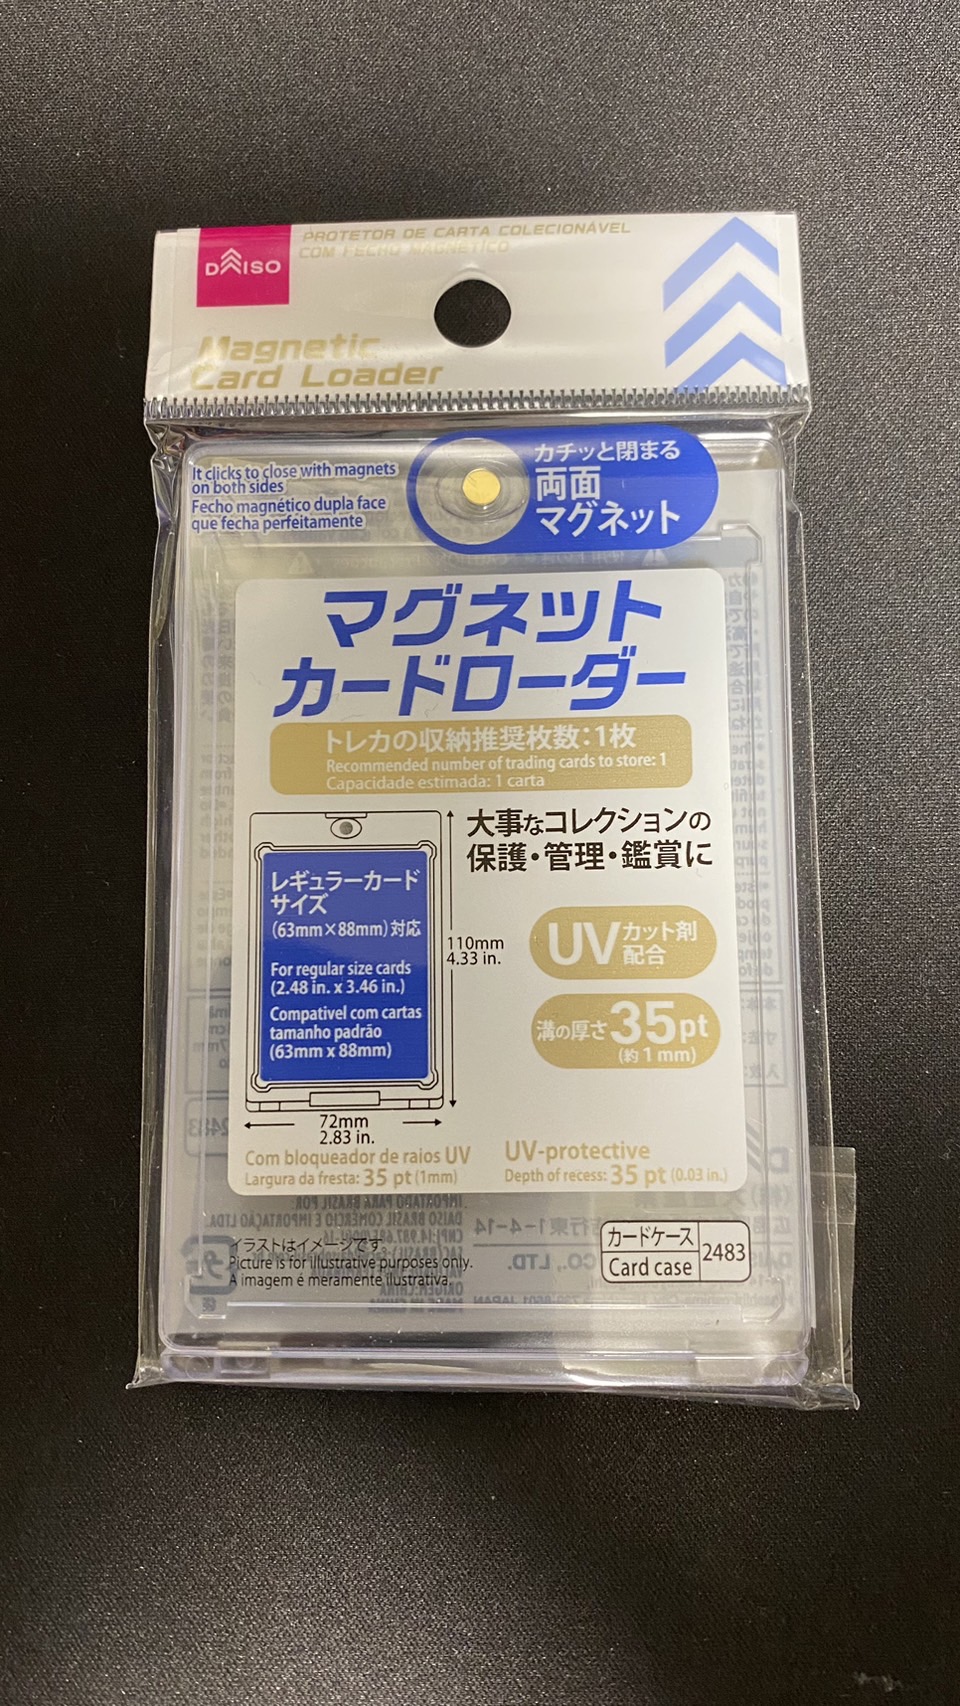 DAISO
PROTETOR DE CARTA COLECIONÁVEL
COM FECHO MAGNÉTICO
Magnetic
Card Loader
It clicks to close with magnets
on both sides
Fecho magnético dupla face
que fecha perfeitamente
カチッと閉まる
両面
マグネット
マグネット
カードローダー
トレカの収納推奨枚数:1枚
Recommended number of trading cards to store: 1
Capacidade estimada: 1 carta
大事なコレクションの
保護・管理・鑑賞に
レギュラーカード
サイズ
(63mm×88mm)対応
For regular size cards
(2.48 in. x 3.46 in.)
Compativel com cartas
tamanho padrão
(63mm x 88mm)
110mm
4.33 in.
72mm
2.83 in.
UVカット剤
配合
溝の厚さ35pt
(約1mm)
Com bloqueador de raios UV
Largura da fresta: 35 pt (1mm)
UV-protective
Depth of recess: 35 pt (0.03 in.)
イラストはイメージです。
Picture is for illustrative purposes only.
A imagem é meramente ilustrativa.
カードケース
Card case
2483